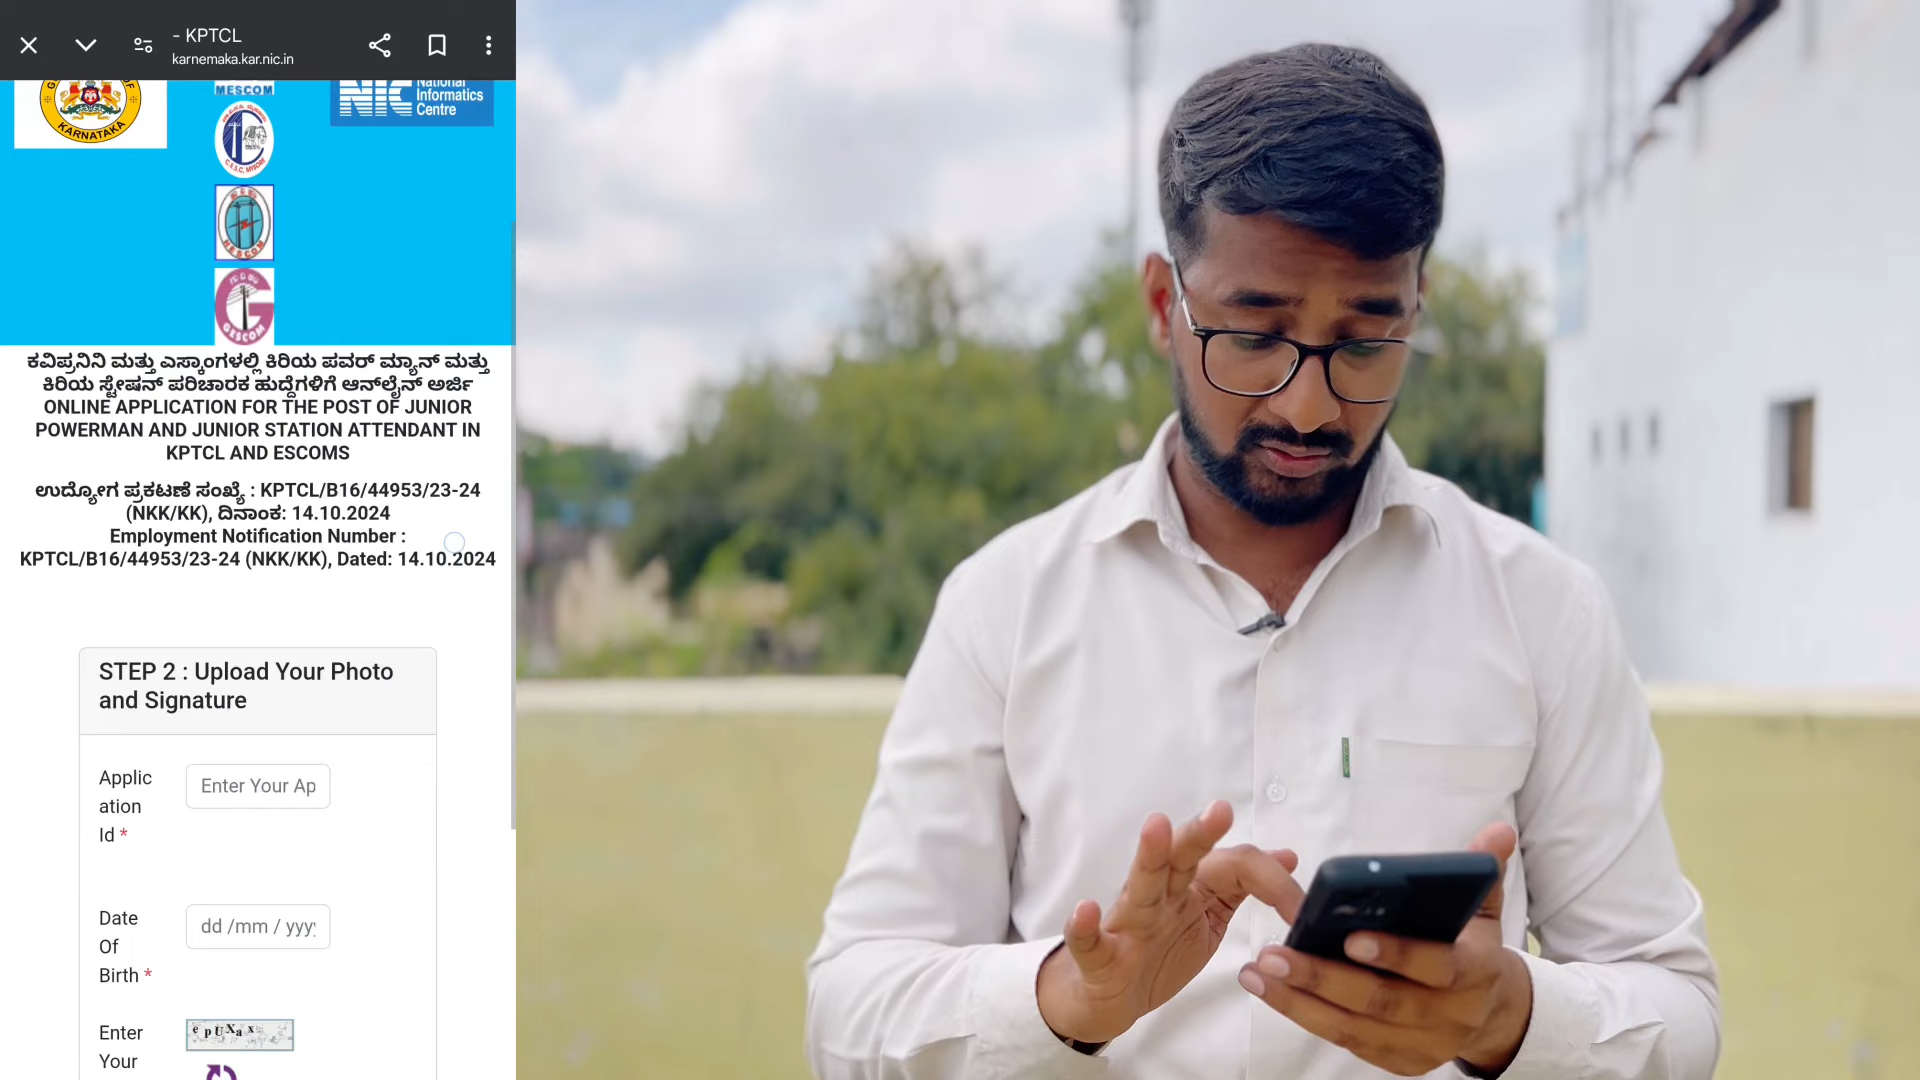 - KPTCL
karnemaka.kar.nic.in
KARNATAKA
MESCOM
National
NIC Informatics
Centre
C.E.S.C. MYSORE
HESCOM
GESCOM
ಕವಿಪ್ರನಿನಿ ಮತ್ತು ಎಸ್ಕಾಂಗಳಲ್ಲಿ ಕಿರಿಯ ಪವರ್ ಮ್ಯಾನ್ ಮತ್ತು
ಕಿರಿಯ ಸ್ಟೇಷನ್ ಪರಿಚಾರಕ ಹುದ್ದೆಗಳಿಗೆ ಆನ್‌ಲೈನ್ ಅರ್ಜಿ
ONLINE APPLICATION FOR THE POST OF JUNIOR
POWERMAN AND JUNIOR STATION ATTENDANT IN
KPTCL AND ESCOMS
ಉದ್ಯೋಗ ಪ್ರಕಟಣೆ ಸಂಖ್ಯೆ : KPTCL/B16/44953/23-24
(NKK/KK), ದಿನಾಂಕ: 14.10.2024
Employment Notification Number :
KPTCL/B16/44953/23-24 (NKK/KK), Dated: 14.10.2024
STEP 2 : Upload Your Photo
and Signature
Applic
ation
Id *
Enter Your Ap
Date
Of
Birth *
dd /mm / yyy
Enter
Your
e p U X a x